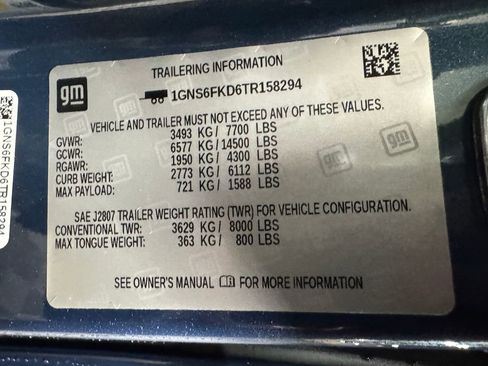 gm
TRAILERING INFORMATION
1GNS6FKD6TR158294
VEHICLE AND TRAILER MUST NOT EXCEED ANY OF THESE VALUES.
GVWR: 3493 KG / 7700 LBS
GCWR: 6577 KG / 14500 LBS
RGAWR: 1950 KG / 4300 LBS
CURB WEIGHT: 2773 KG / 6112 LBS
MAX PAYLOAD: 721 KG / 1588 LBS
SAE J2807 TRAILER WEIGHT RATING (TWR) FOR VEHICLE CONFIGURATION.
CONVENTIONAL TWR: 3629 KG / 8000 LBS
MAX TONGUE WEIGHT: 363 KG / 800 LBS
SEE OWNER'S MANUAL FOR MORE INFORMATION
1GNS6FKD6TR158294